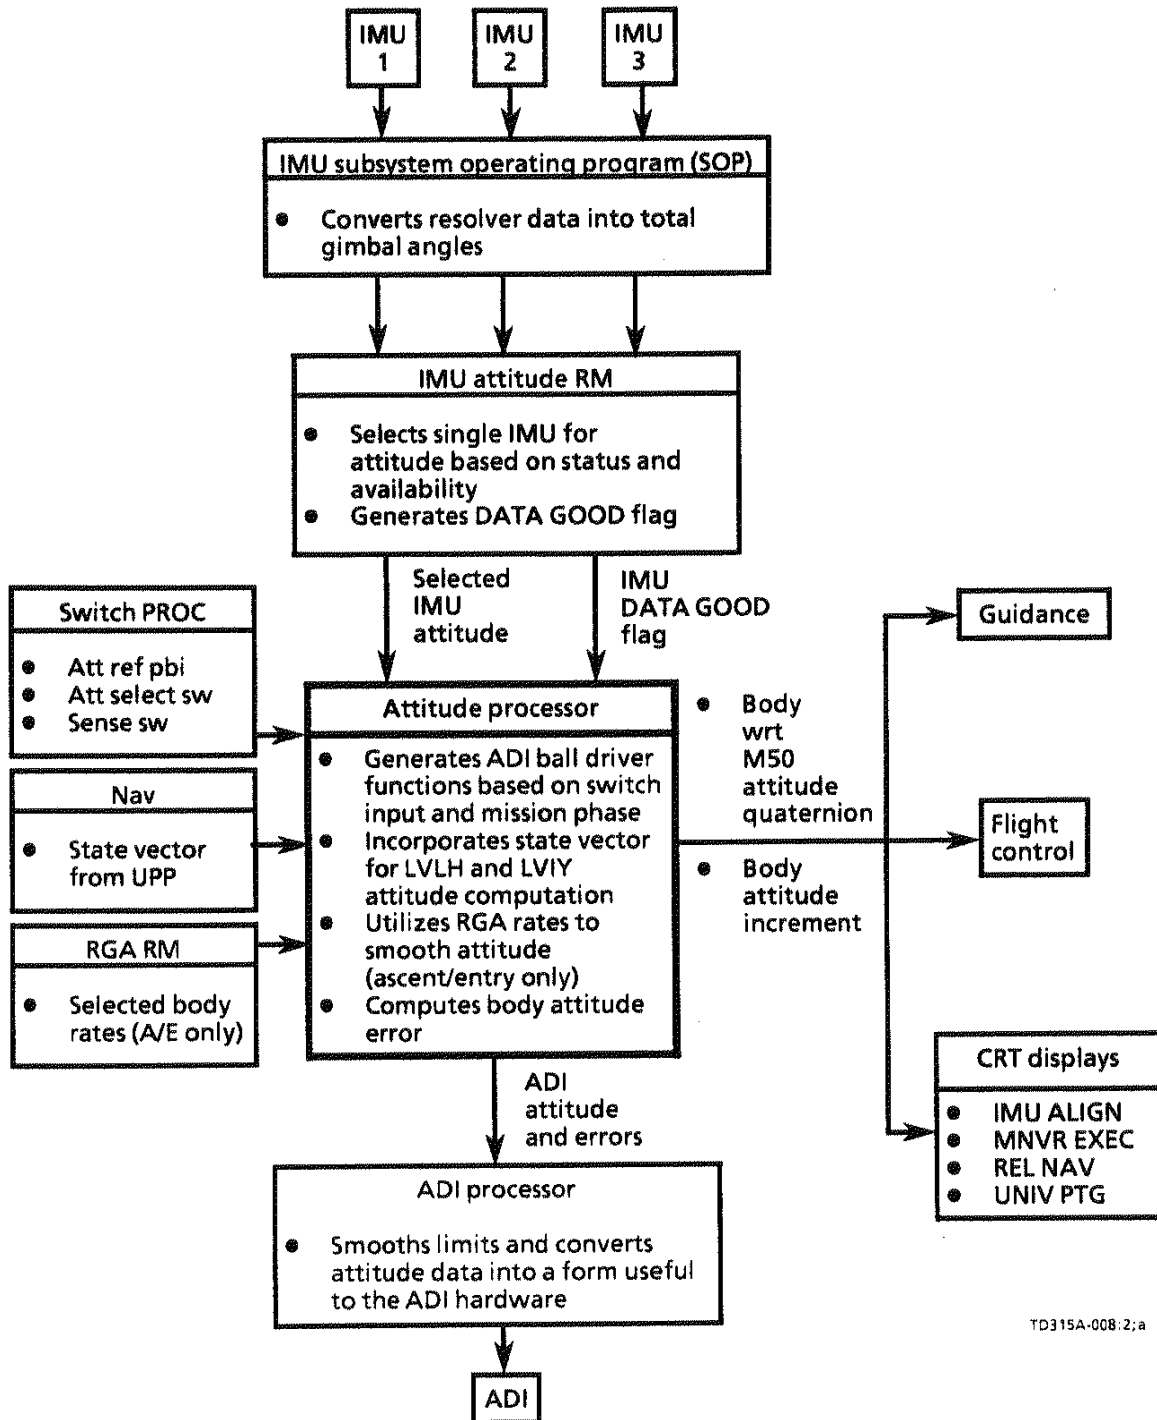 IMU
1
IMU
2
IMU
3
IMU subsystem operating program (SOP)
● Converts resolver data into total
gimbal angles
IMU attitude RM
● Selects single IMU for
attitude based on status and
availability
● Generates DATA GOOD flag
Selected
IMU
attitude
IMU
DATA GOOD
flag
Switch PROC
● Att ref pbi
● Att select sw
● Sense sw
Nav
● State vector
from UPP
RGA RM
● Selected body
rates (A/E only)
Attitude processor
● Generates ADI ball driver
functions based on switch
input and mission phase
● Incorporates state vector
for LVLH and LVIY
attitude computation
● Utilizes RGA rates to
smooth attitude
(ascent/entry only)
● Computes body attitude
error
● Body
wrt
M50
attitude
quaternion
● Body
attitude
increment
Guidance
Flight
control
CRT displays
● IMU ALIGN
● MNVR EXEC
● REL NAV
● UNIV PTG
ADI
attitude
and errors
ADI processor
● Smooths limits and converts
attitude data into a form useful
to the ADI hardware
ADI
TD315A-008:2;a